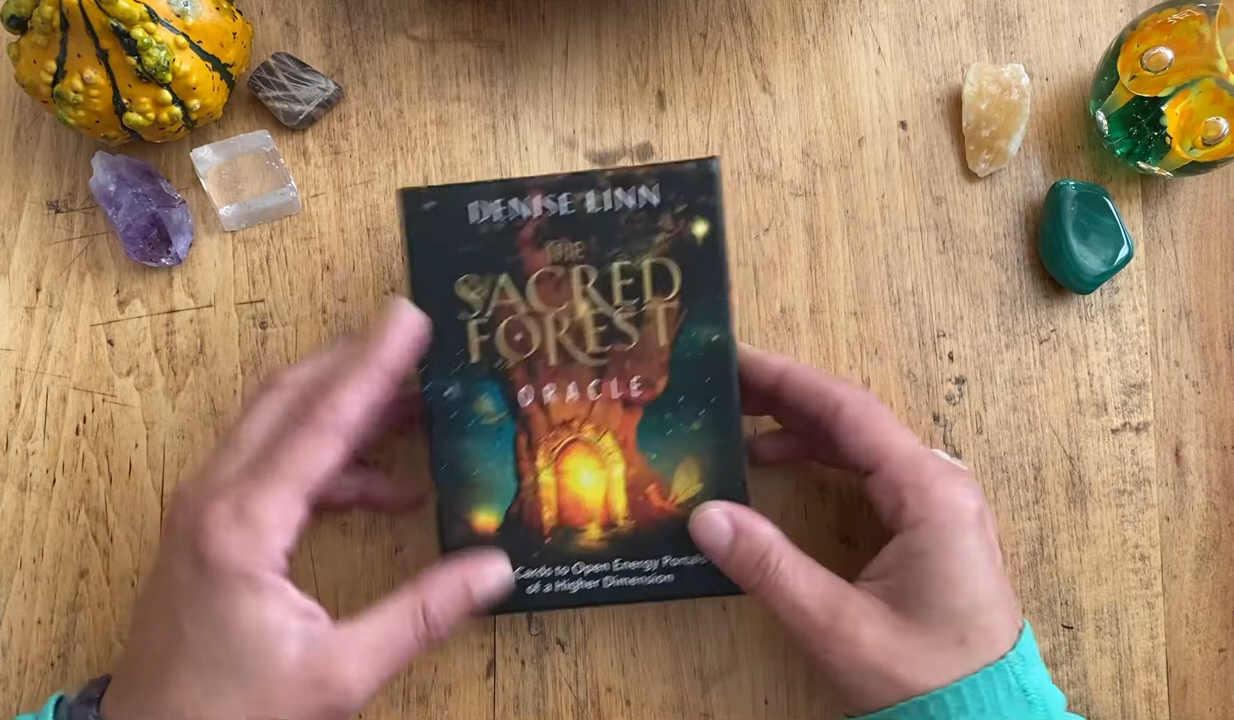 DENISE LINN
THE
SACRED
FOREST
ORACLE
Cards to Open Energy Portals
of a Higher Dimension